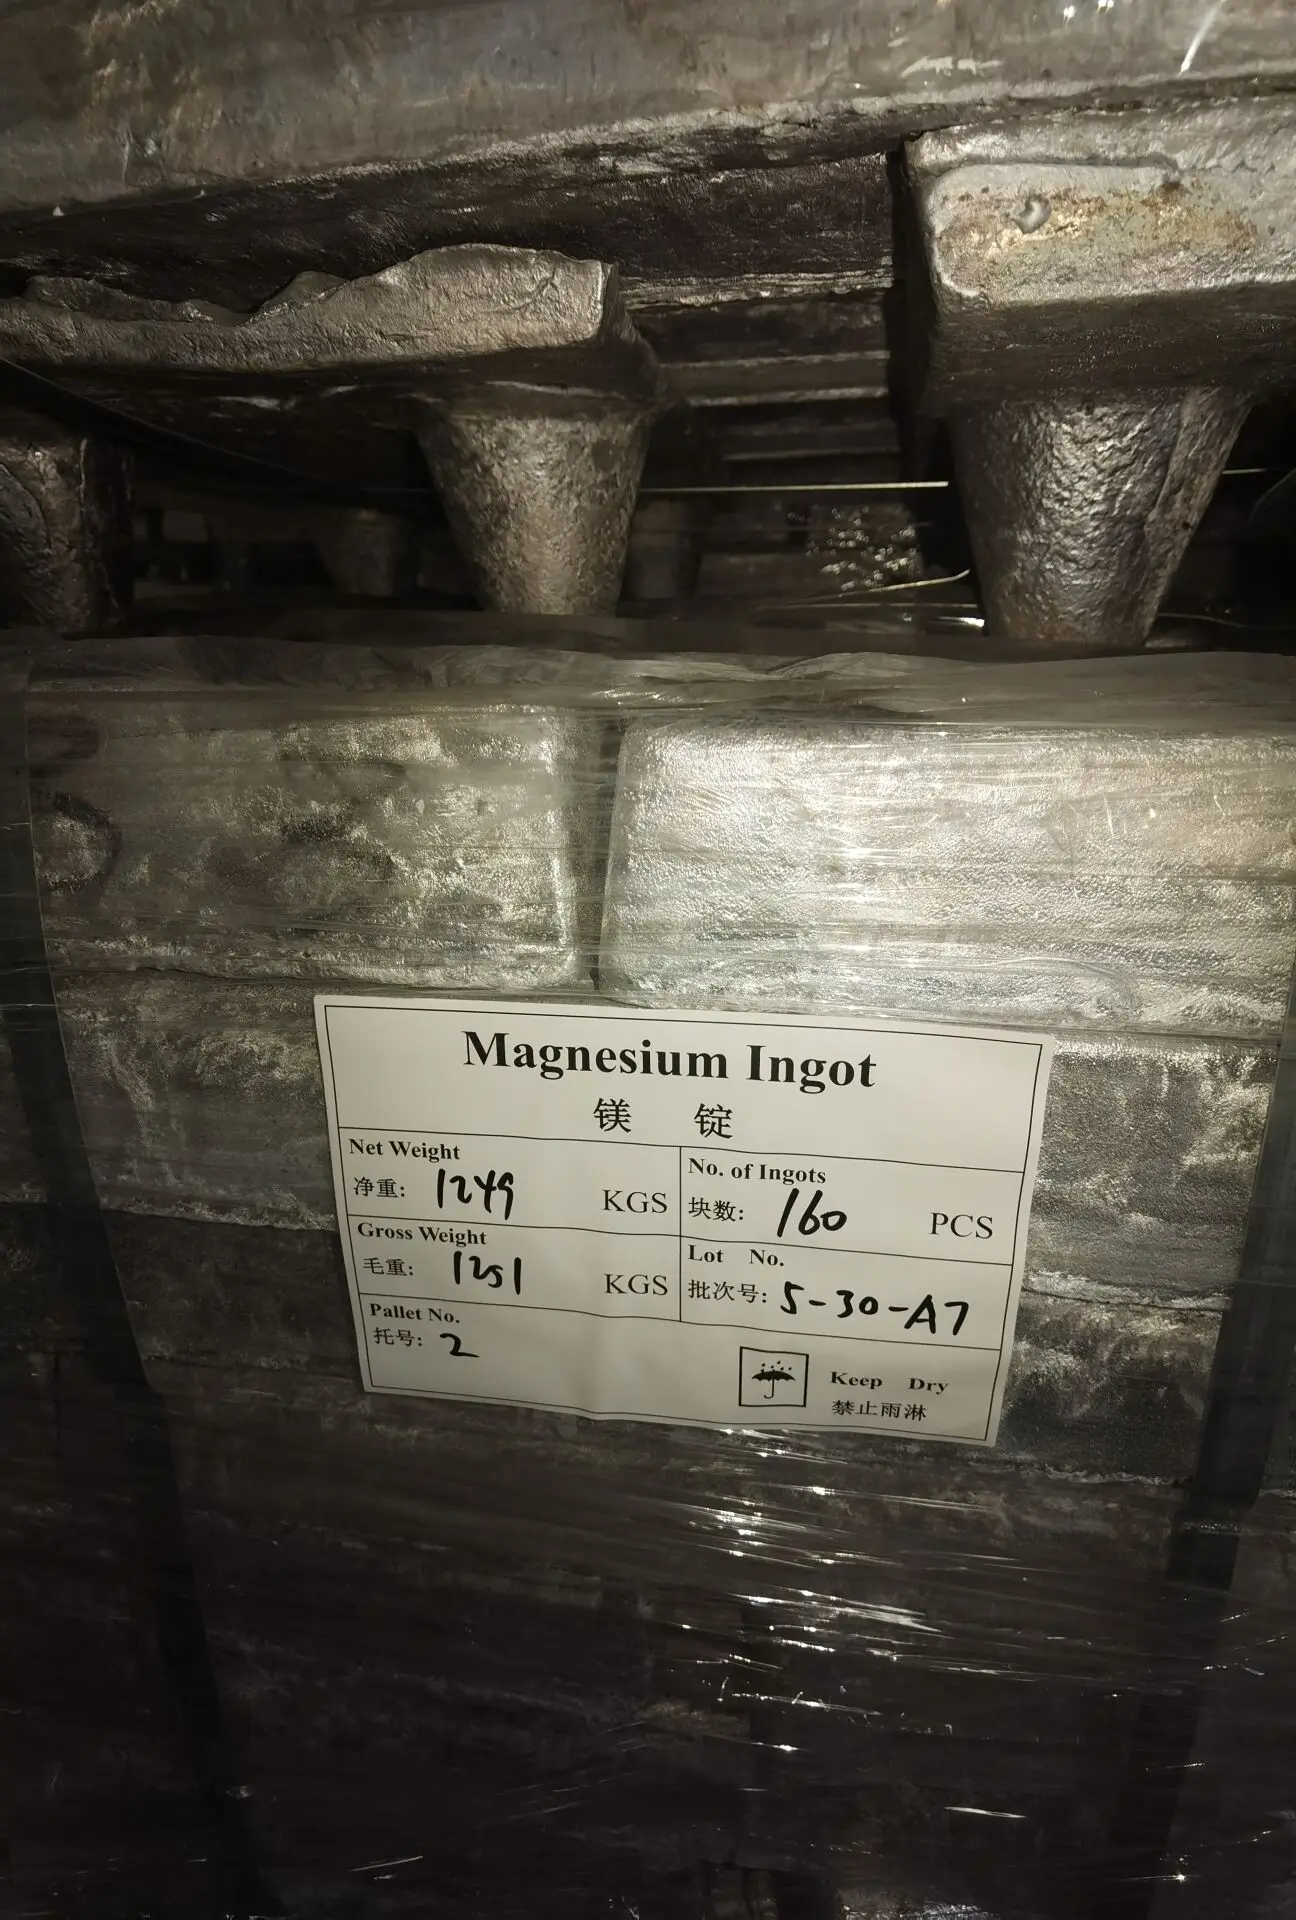 Magnesium Ingot
镁 锭
Net Weight
净重: 1249 KGS
No. of Ingots
块数: 160 PCS
Gross Weight
毛重: 1251 KGS
Lot No.
批次号: 5-30-A7
Pallet No.
托号: 2
Keep Dry
禁止雨淋